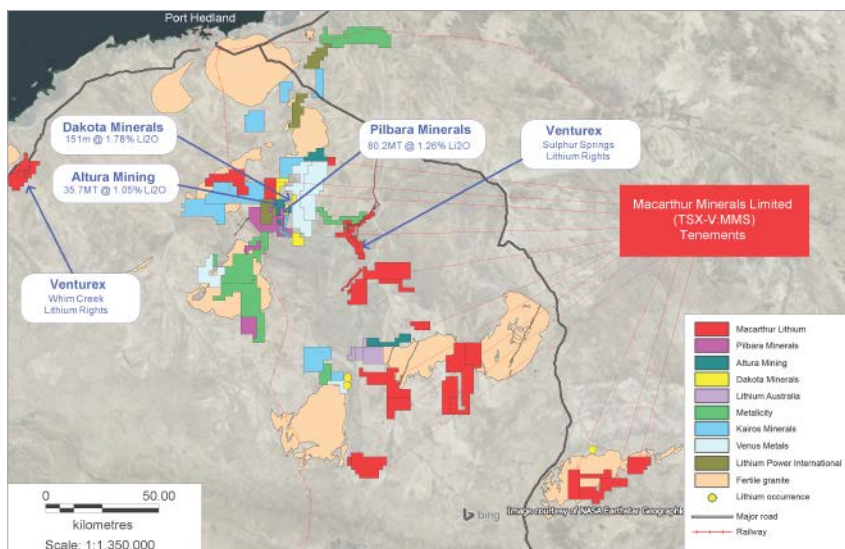 Port Hedland
Dakota Minerals
151m @ 1.78% Li2O
Pilbara Minerals
80.2MT @ 1.26% Li2O
Venturex
Sulphur Springs
Lithium Rights
Altura Mining
35.7MT @ 1.05% Li2O
Macarthur Minerals Limited
(TSX-V:MMS)
Tenements
Venturex
Whim Creek
Lithium Rights
Macarthur Lithium
Pilbara Minerals
Altura Mining
Dakota Minerals
Lithium Australia
Metalicity
Kairos Minerals
Venus Metals
Lithium Power International
Fertile granite
Lithium occurrence
Major road
Railway
0 50.00
kilometres
Scale: 1:1,350,000
bing
Image courtesy of NASA Earthstar Geographic